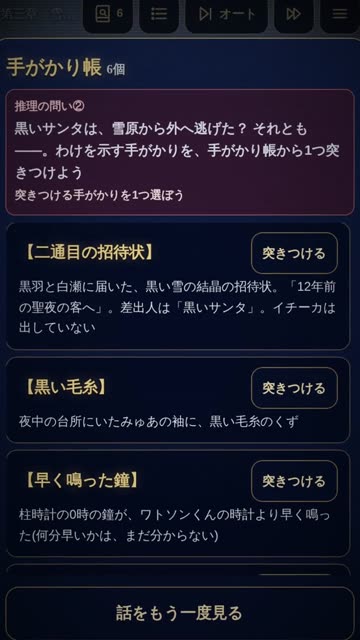 6
オート
手がかり帳 6個
推理の問い②
黒いサンタは、雪原から外へ逃げた？ それとも
――。わけを示す手がかりを、手がかり帳から1つ突
きつけよう
突きつける手がかりを1つ選ぼう
【二通目の招待状】
突きつける
黒羽と白瀬に届いた、黒い雪の結晶の招待状。「12年前
の聖夜の客へ」。差出人は「黒いサンタ」。イチーカは
出していない
【黒い毛糸】
突きつける
夜中の台所にいたみゅあの袖に、黒い毛糸のくず
【早く鳴った鐘】
突きつける
柱時計の0時の鐘が、ワトソンくんの時計より早く鳴っ
た(何分早いかは、まだ分からない)
話をもう一度見る